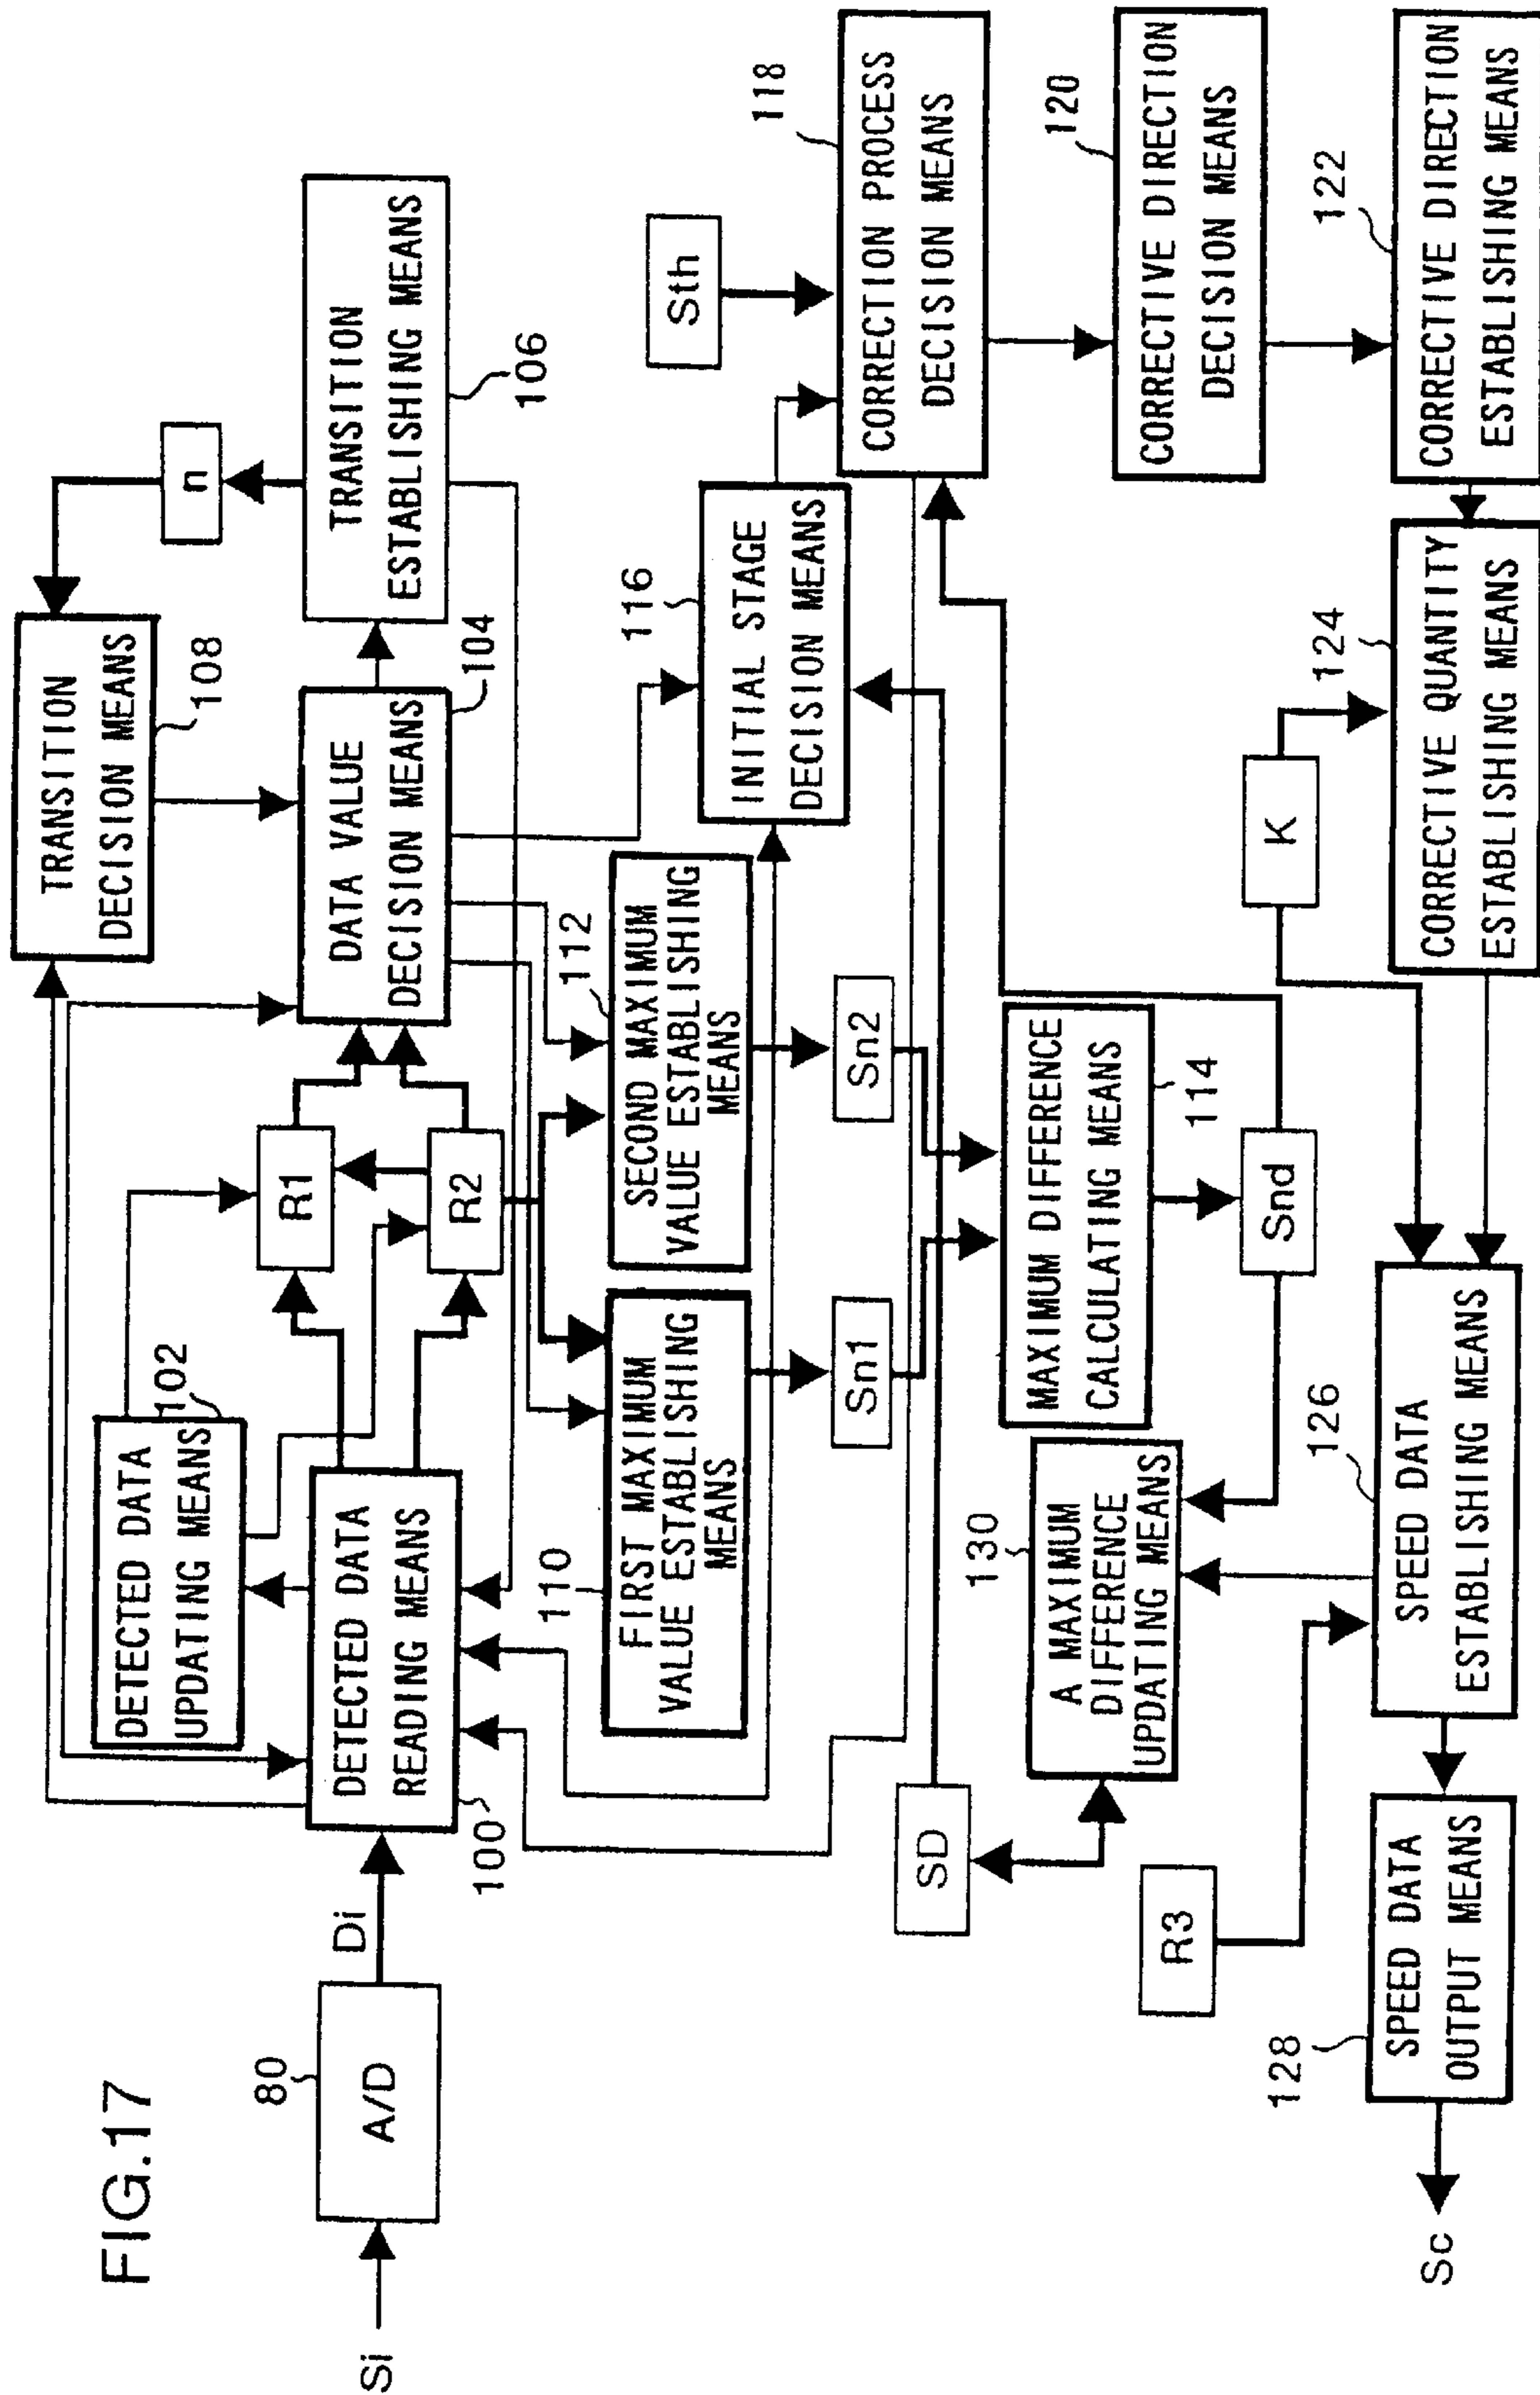 FIG.17
Si
80
A/D
Di
100
DETECTED DATA
READING MEANS
102
DETECTED DATA
UPDATING MEANS
R1
R2
TRANSITION
DECISION MEANS
108
DATA VALUE
DECISION MEANS
104
n
TRANSITION
ESTABLISHING MEANS
106
110
FIRST MAXIMUM
VALUE ESTABLISHING
MEANS
112
SECOND MAXIMUM
VALUE ESTABLISHING
MEANS
116
INITIAL STAGE
DECISION MEANS
Sth
118
CORRECTION PROCESS
DECISION MEANS
Sn1
Sn2
SD
130
A MAXIMUM
DIFFERENCE
UPDATING MEANS
MAXIMUM DIFFERENCE
CALCULATING MEANS
114
120
CORRECTIVE DIRECTION
DECISION MEANS
R3
Snd
K
Sc
128
SPEED DATA
OUTPUT MEANS
126
SPEED DATA
ESTABLISHING MEANS
124
CORRECTIVE QUANTITY
ESTABLISHING MEANS
122
CORRECTIVE DIRECTION
ESTABLISHING MEANS